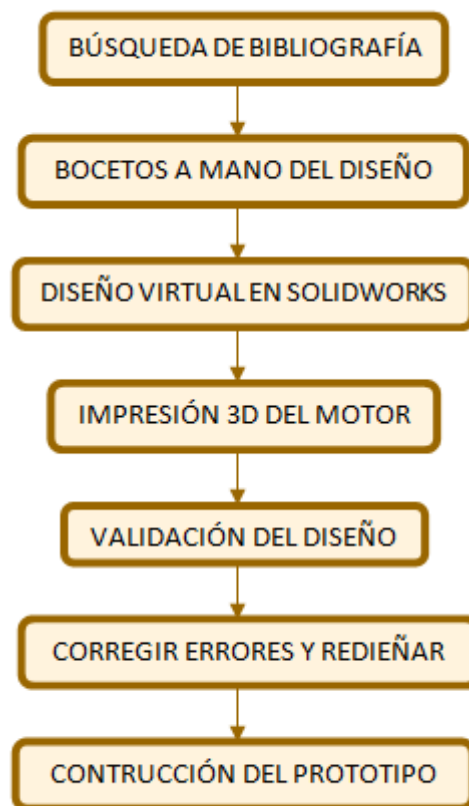 BÚSQUEDA DE BIBLIOGRAFÍA
BOCETOS A MANO DEL DISEÑO
DISEÑO VIRTUAL EN SOLIDWORKS
IMPRESIÓN 3D DEL MOTOR
VALIDACIÓN DEL DISEÑO
CORREGIR ERRORES Y REDIEÑAR
CONTRUCCIÓN DEL PROTOTIPO